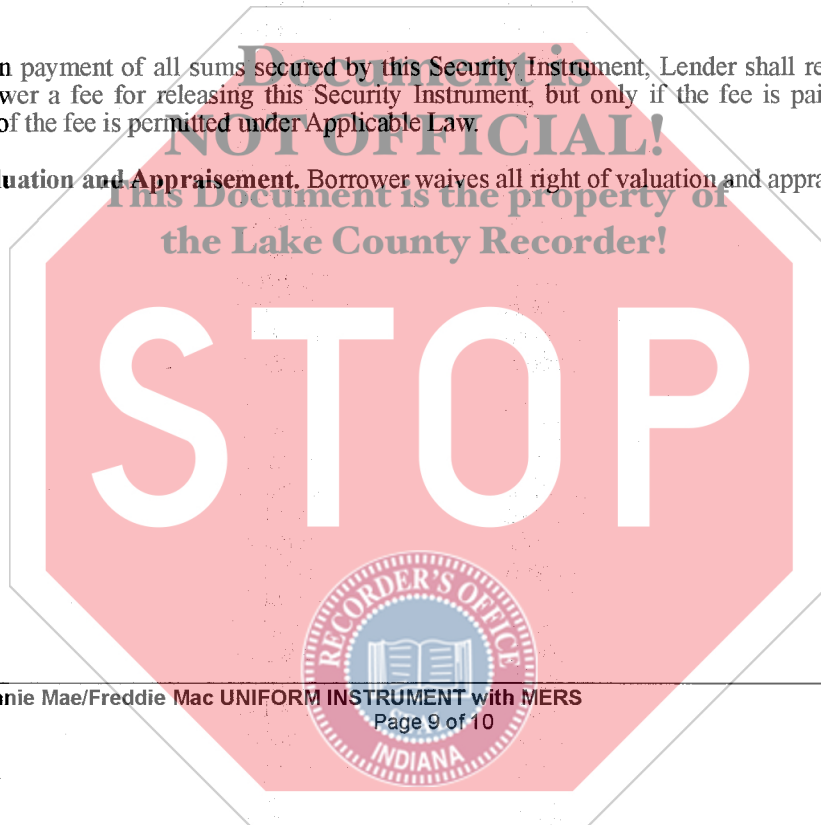 Document is
n payment of all sums secured by this Security Instrument, Lender shall re
wer a fee for releasing this Security Instrument, but only if the fee is pai
of the fee is permitted under Applicable Law.
NOT OFFICIAL!
luation and Appraisement. Borrower waives all right of valuation and appra
This Document is the property of
the Lake County Recorder!
STOP
RECORDER'S OFFICE
nie Mae/Freddie Mac UNIFORM INSTRUMENT with MERS
Page 9 of 10
INDIANA